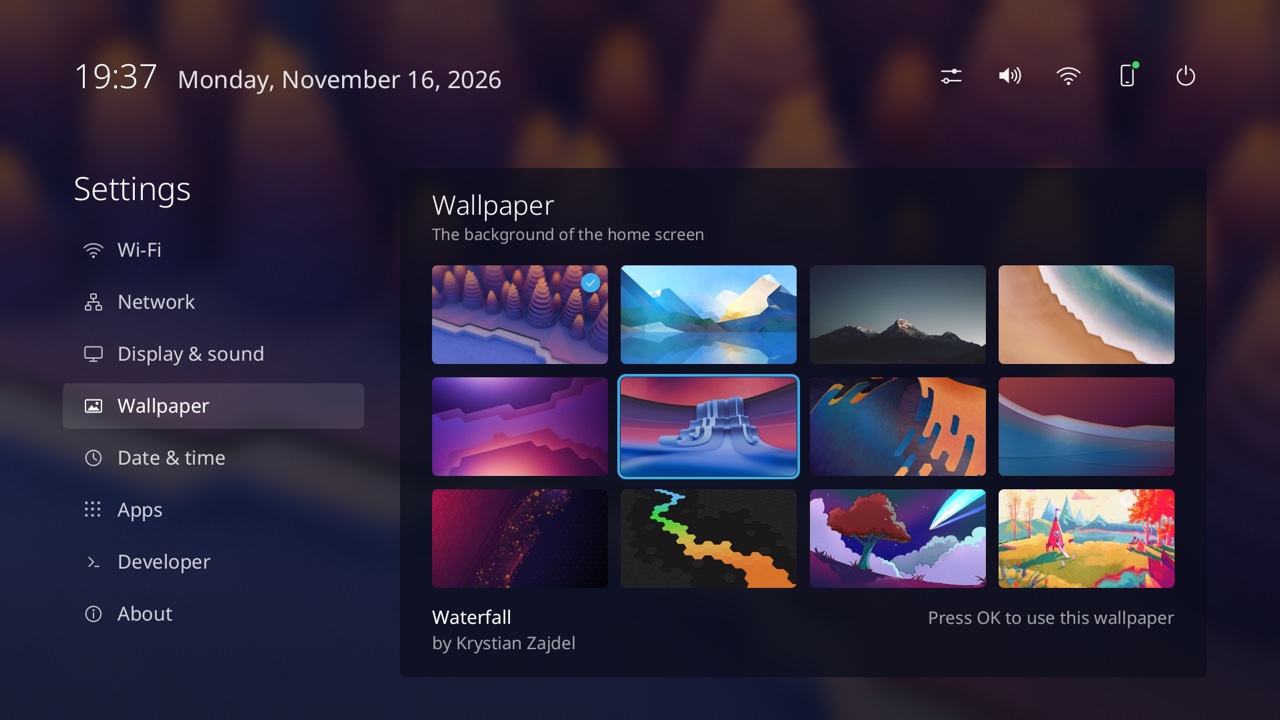 19:37 Monday, November 16, 2026
Settings
Wi-Fi
Network
Display & sound
Wallpaper
Date & time
Apps
Developer
About
Wallpaper
The background of the home screen
Waterfall
by Krystian Zajdel
Press OK to use this wallpaper